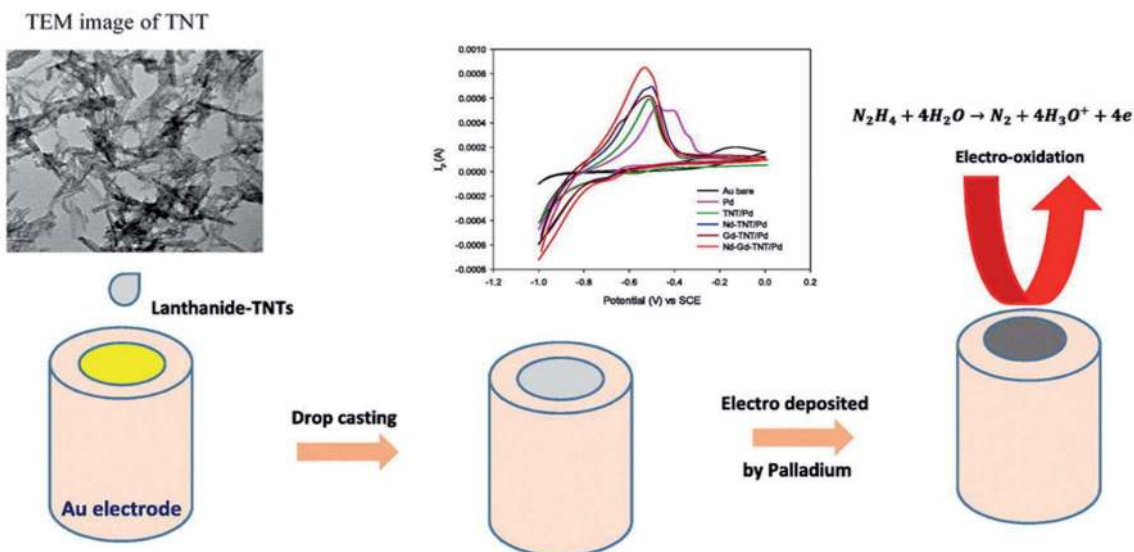 TEM image of TNT
0.0010
0.0008
0.0006
0.0004
0.0002
0.0000
-0.0002
-0.0004
-0.0006
-0.0008
Ip (A)
-1.2 -1.0 -0.8 -0.6 -0.4 -0.2 0.0 0.2
Potential (V) vs SCE
Au bare
Pd
TNT/Pd
Nd-TNT/Pd
Gd-TNT/Pd
Nd-Gd-TNT/Pd
N₂H₄ + 4H₂O → N₂ + 4H₃O⁺ + 4e
Electro-oxidation
Lanthanide-TNTs
Au electrode
Drop casting
Electro deposited
by Palladium